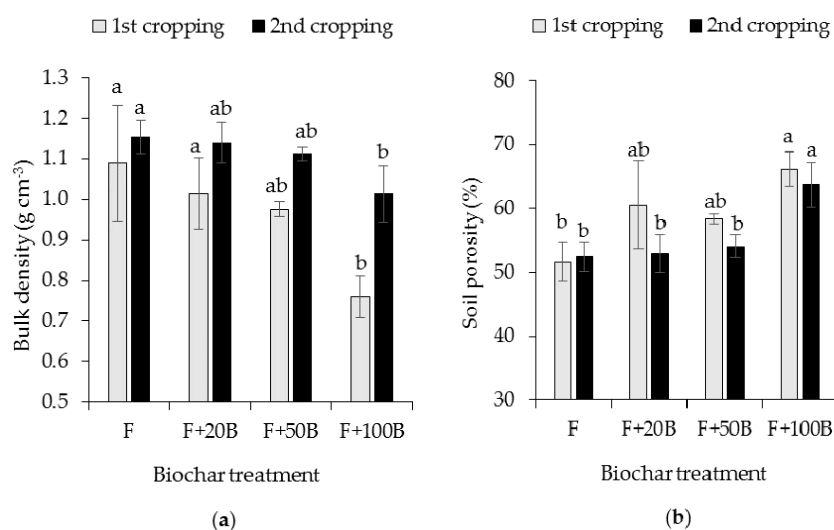 1st cropping 2nd cropping
Bulk density (g cm-3)
1.3
1.2
1.1
1.0
0.9
0.8
0.7
0.6
0.5
a a a ab ab ab b b
F F+20B F+50B F+100B
Biochar treatment
(a)
1st cropping 2nd cropping
Soil porosity (%)
80
70
60
50
40
30
b b ab b ab b a a
F F+20B F+50B F+100B
Biochar treatment
(b)